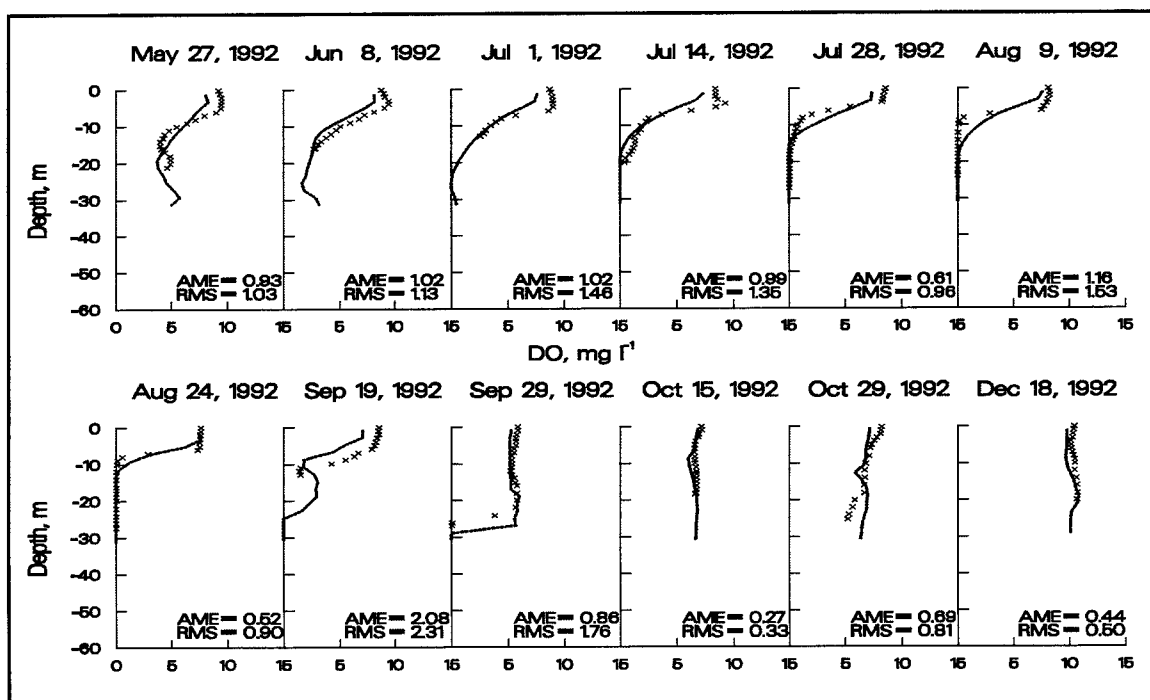 May 27, 1992 Jun 8, 1992 Jul 1, 1992 Jul 14, 1992 Jul 28, 1992 Aug 9, 1992
0
-10
-20
-30
-40
-50
-60
Depth, m
AME= 0.93
RMS= 1.03
AME= 1.02
RMS= 1.13
AME= 1.02
RMS= 1.46
AME= 0.99
RMS= 1.35
AME= 0.61
RMS= 0.96
AME= 1.16
RMS= 1.53
0 5 10 15 5 10 15 5 10 15 5 10 15 5 10 15 5 10 15
DO, mg l⁻¹
Aug 24, 1992 Sep 19, 1992 Sep 29, 1992 Oct 15, 1992 Oct 29, 1992 Dec 18, 1992
0
-10
-20
-30
-40
-50
-60
Depth, m
AME= 0.52
RMS= 0.90
AME= 2.08
RMS= 2.31
AME= 0.86
RMS= 1.76
AME= 0.27
RMS= 0.33
AME= 0.69
RMS= 0.81
AME= 0.44
RMS= 0.50
0 5 10 15 5 10 15 5 10 15 5 10 15 5 10 15 5 10 15